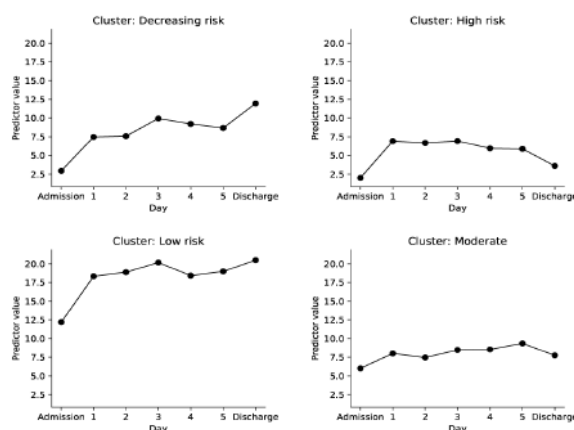 Cluster: Decreasing risk
20.0
17.5
15.0
12.5
10.0
7.5
5.0
2.5
Predictor value
Admission 1 2 3 4 5 Discharge
Day
Cluster: High risk
20.0
17.5
15.0
12.5
10.0
7.5
5.0
2.5
Predictor value
Admission 1 2 3 4 5 Discharge
Day
Cluster: Low risk
20.0
17.5
15.0
12.5
10.0
7.5
5.0
2.5
Predictor value
Admission 1 2 3 4 5 Discharge
Day
Cluster: Moderate
20.0
17.5
15.0
12.5
10.0
7.5
5.0
2.5
Predictor value
Admission 1 2 3 4 5 Discharge
Day